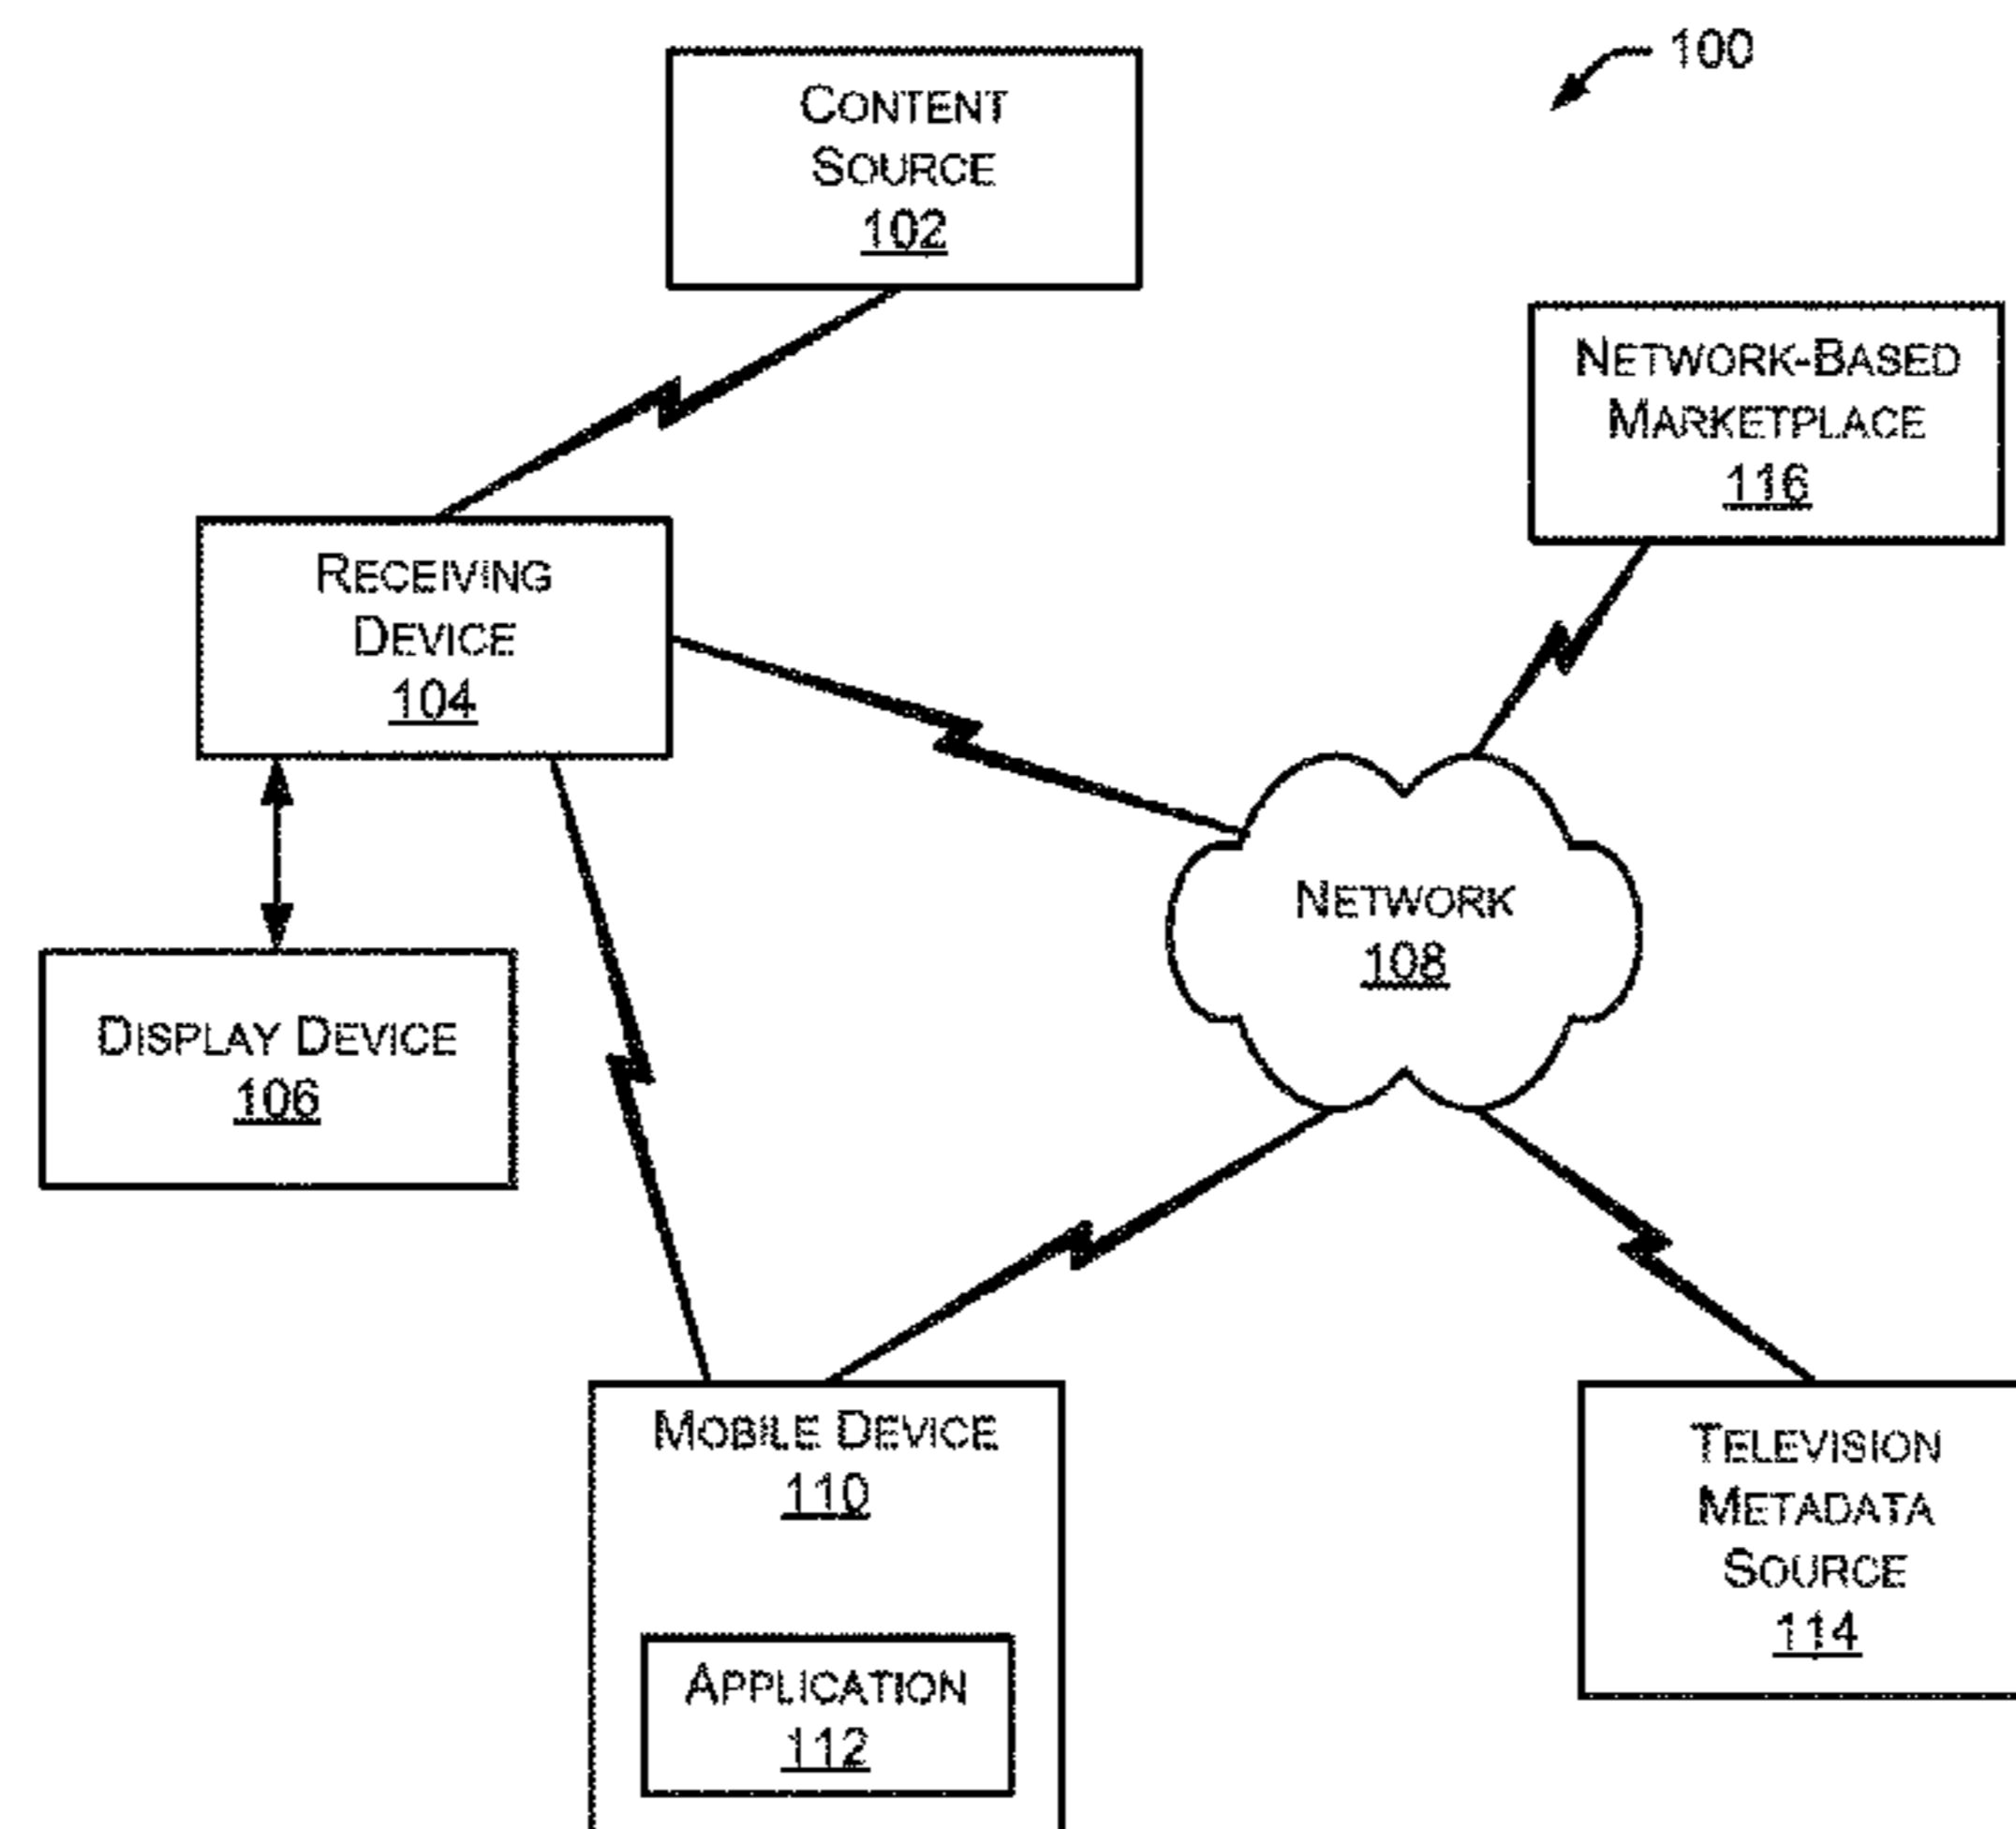 100
CONTENT
SOURCE
102
NETWORK-BASED
MARKETPLACE
116
RECEIVING
DEVICE
104
NETWORK
108
DISPLAY DEVICE
106
MOBILE DEVICE
110
APPLICATION
112
TELEVISION
METADATA
SOURCE
114